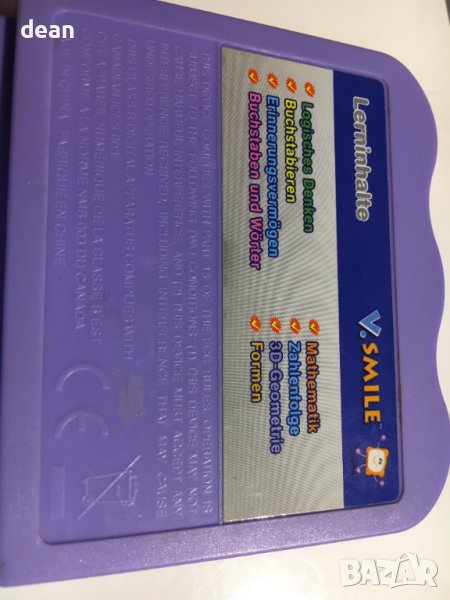 dean
Lerninhalte
V.SMILE™
Logisches Denken
Buchstabieren
Erinnerungsvermögen
Buchstaben und Wörter
Mathematik
Zahlenfolge
3D-Geometrie
Formen
THIS DEVICE COMPLIES WITH PART 15 OF THE FCC RULES. OPERATION IS
SUBJECT TO THE FOLLOWING TWO CONDITIONS: (1) THIS DEVICE MAY NOT
CAUSE INTERFERENCE, AND (2) THIS DEVICE MUST ACCEPT ANY
INTERFERENCE RECEIVED, INCLUDING INTERFERENCE THAT MAY CAUSE
UNDESIRED OPERATION.
THIS CLASS B DIGITAL APPARATUS COMPLIES WITH
CANADIAN ICES-003
CET APPAREIL NUMÉRIQUE DE LA CLASSE B EST
CONFORME À LA NORME NMB-003 DU CANADA
MADE IN CHINA FABRIQUÉ EN CHINE
CE
BAZAR